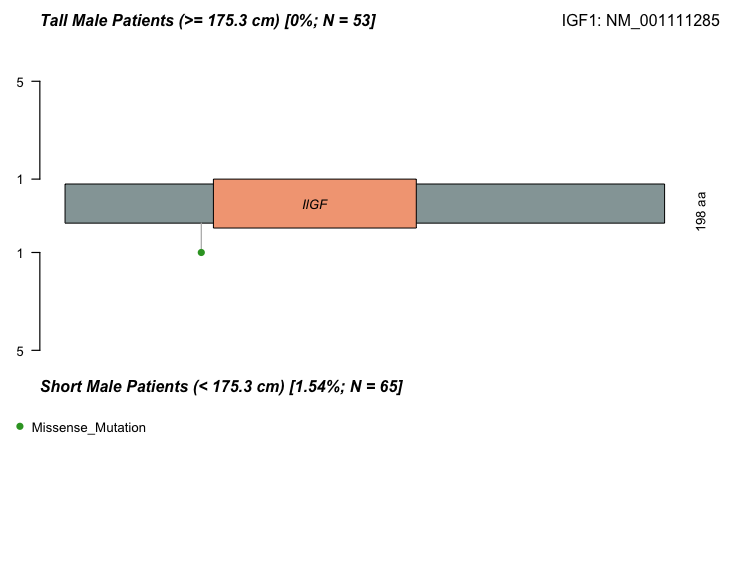 Tall Male Patients (>= 175.3 cm) [0%; N = 53]
IGF1: NM_001111285
5
1
IlGF
198 aa
1
5
Short Male Patients (< 175.3 cm) [1.54%; N = 65]
Missense_Mutation